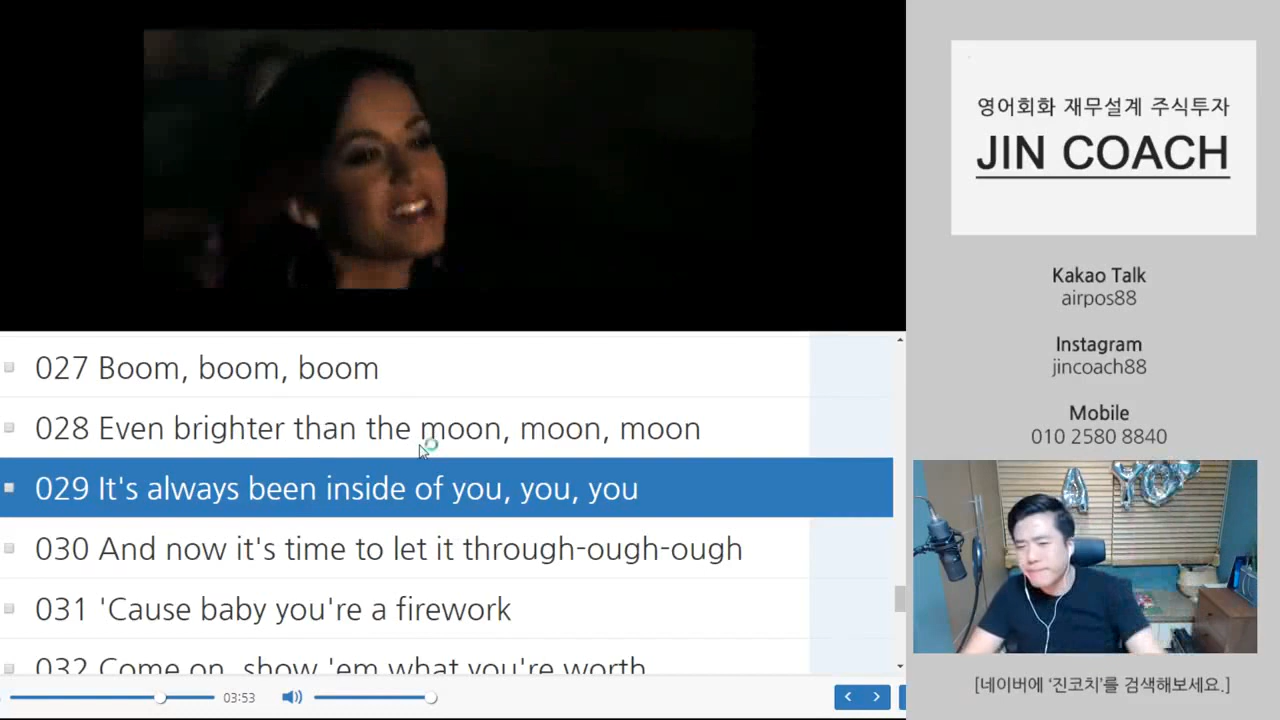 영어회화 재무설계 주식투자
JIN COACH
Kakao Talk
airpos88
Instagram
jincoach88
Mobile
010 2580 8840
[네이버에 '진코치'를 검색해보세요.]
027 Boom, boom, boom
028 Even brighter than the moon, moon, moon
029 It's always been inside of you, you, you
030 And now it's time to let it through-ough-ough
031 'Cause baby you're a firework
032 Come on, show 'em what you're worth
03:53